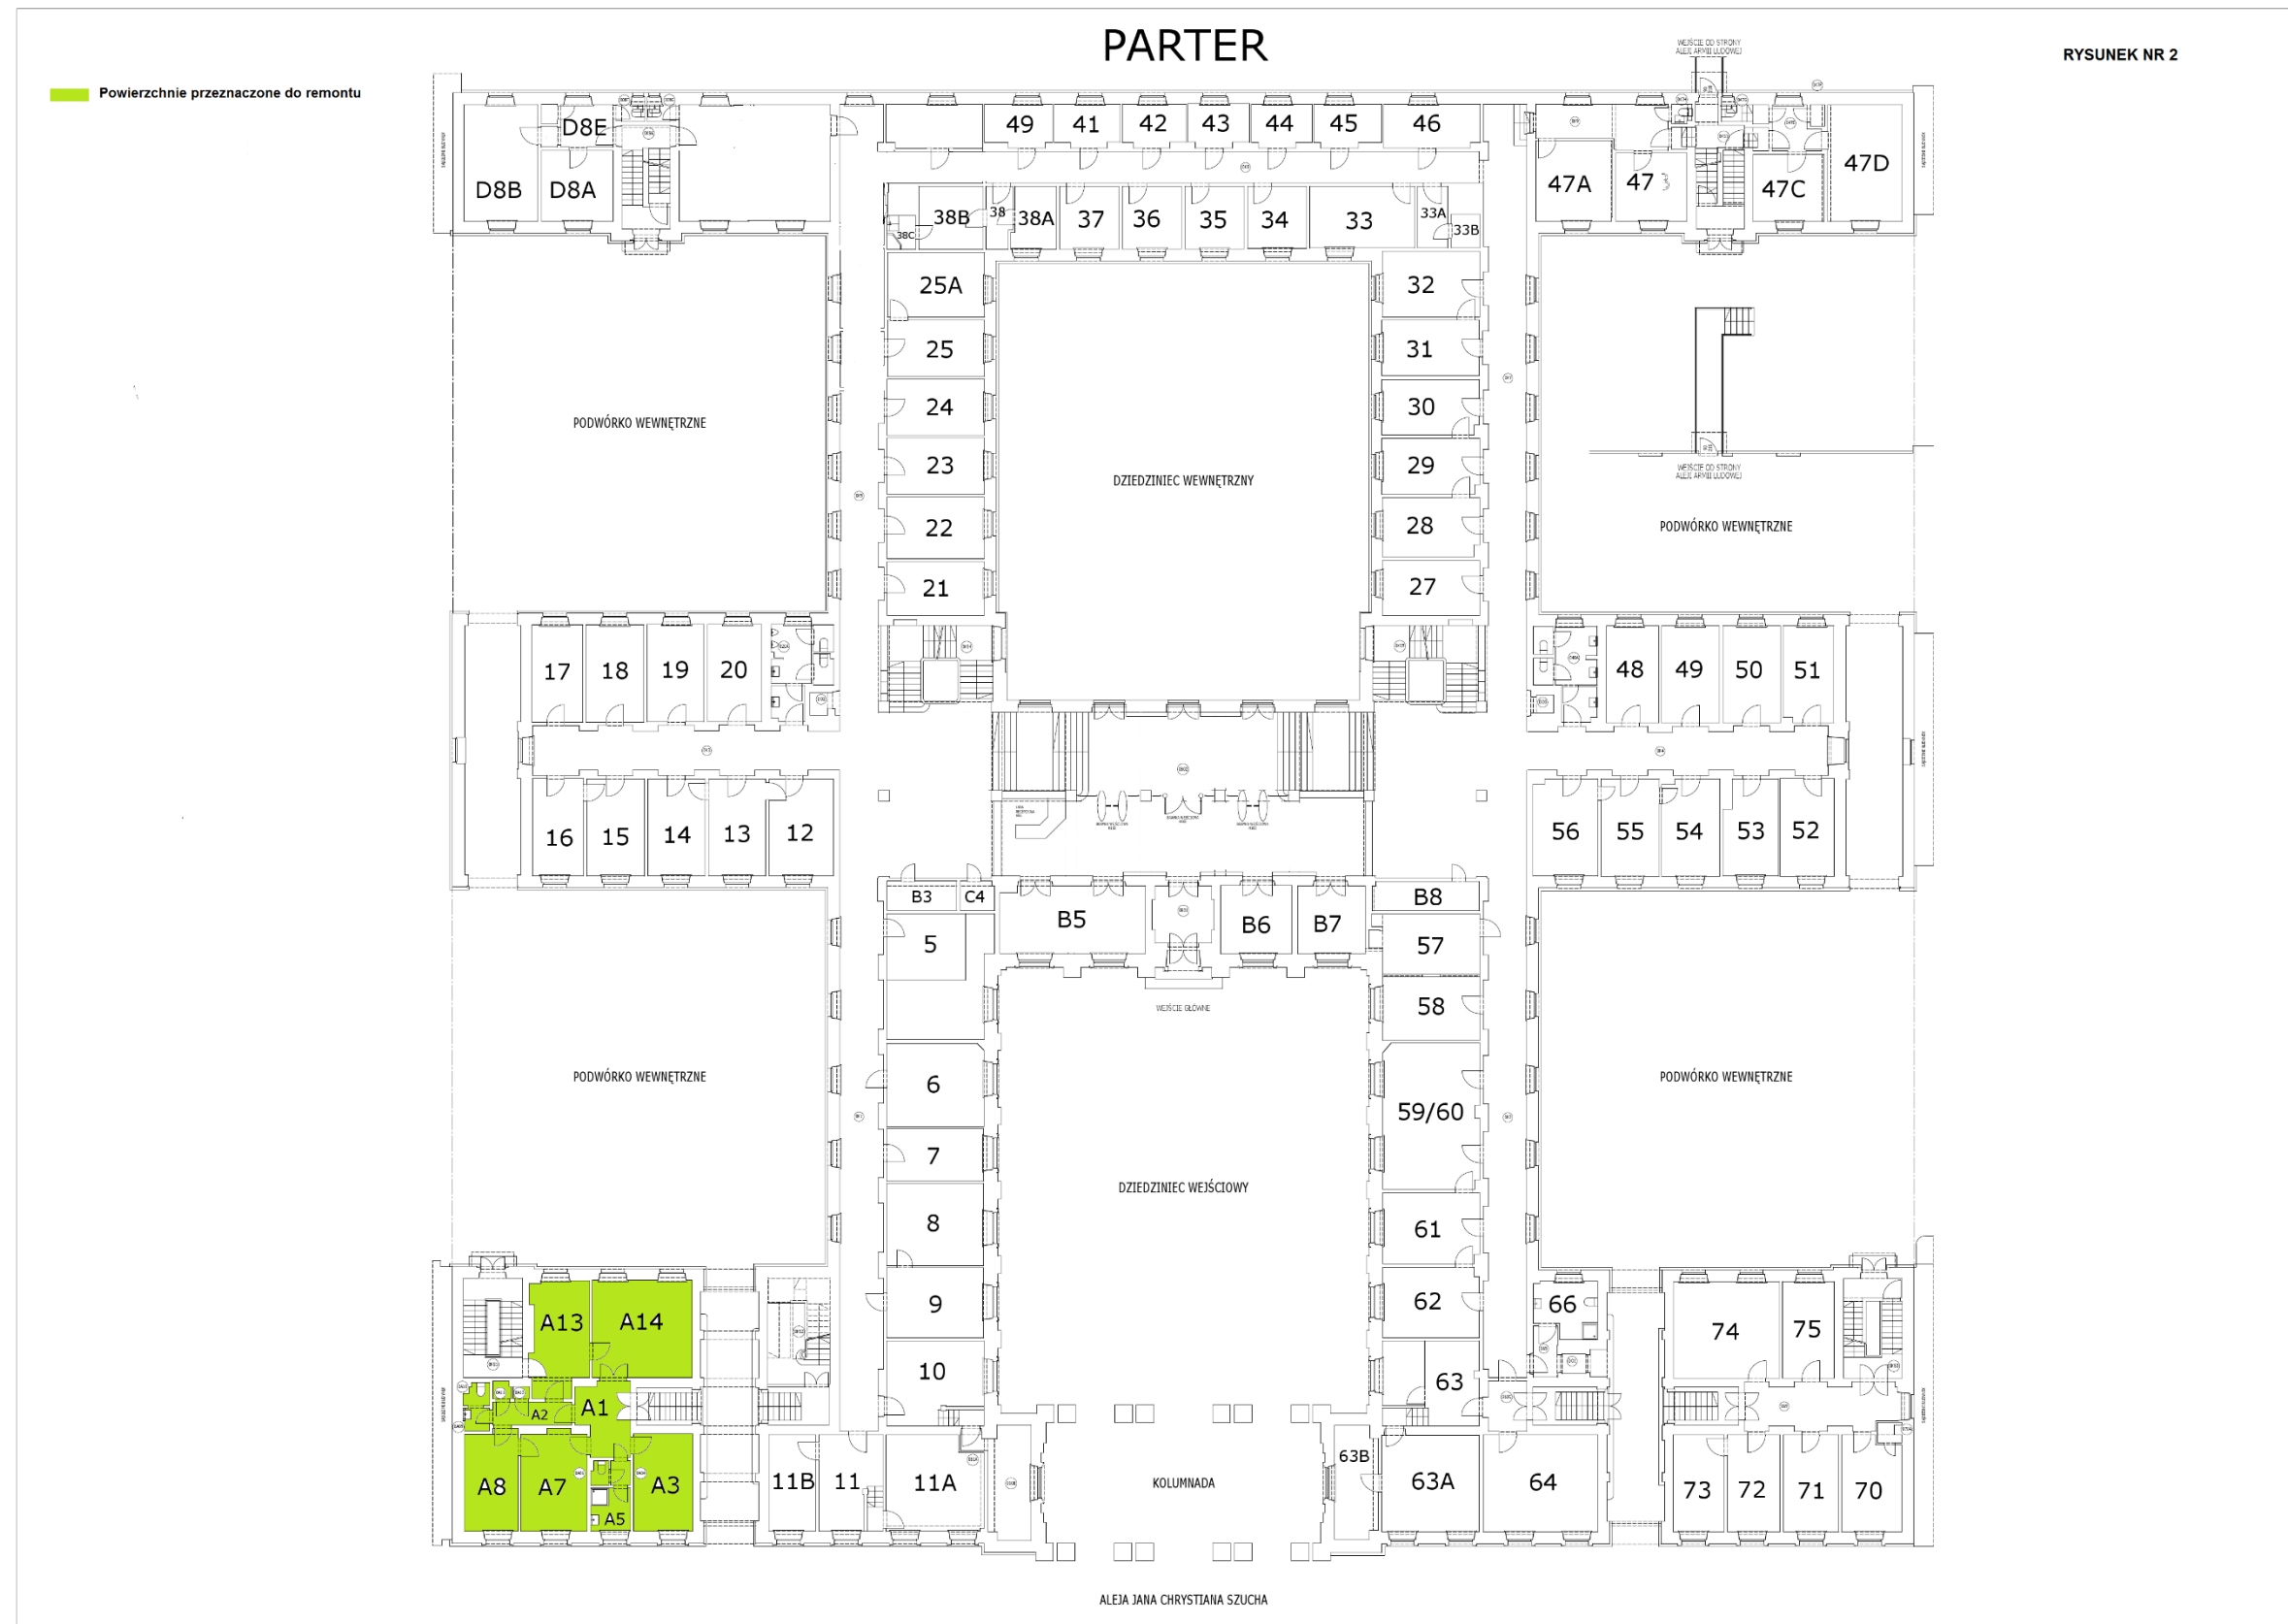 PARTER
WEJŚCIE OD STRONY
ALEJI ARMII LUDOWEJ
RYSUNEK NR 2
Powierzchnie przeznaczone do remontu
D8E
49
41
42
43
44
45
46
D8B
D8A
47A
47
47C
47D
38C
38B
38
38A
37
36
35
34
33
33A
33B
25A
32
25
31
24
30
PODWÓRKO WEWNĘTRZNE
23
29
WEJŚCIE OD STRONY
ALEJI ARMII LUDOWEJ
DZIEDZINIEC WEWNĘTRZNY
22
28
PODWÓRKO WEWNĘTRZNE
21
27
17
18
19
20
48
49
50
51
16
15
14
13
12
56
55
54
53
52
B3
C4
B5
B6
B7
B8
5
57
WEJŚCIE GŁÓWNE
58
PODWÓRKO WEWNĘTRZNE
6
59/60
PODWÓRKO WEWNĘTRZNE
7
DZIEDZINIEC WEJŚCIOWY
8
61
9
62
66
A13
A14
74
75
10
63
A1
A2
A8
A7
A5
A3
11B
11
11A
KOLUMNADA
63B
63A
64
73
72
71
70
ALEJA JANA CHRYSTIANA SZUCHA